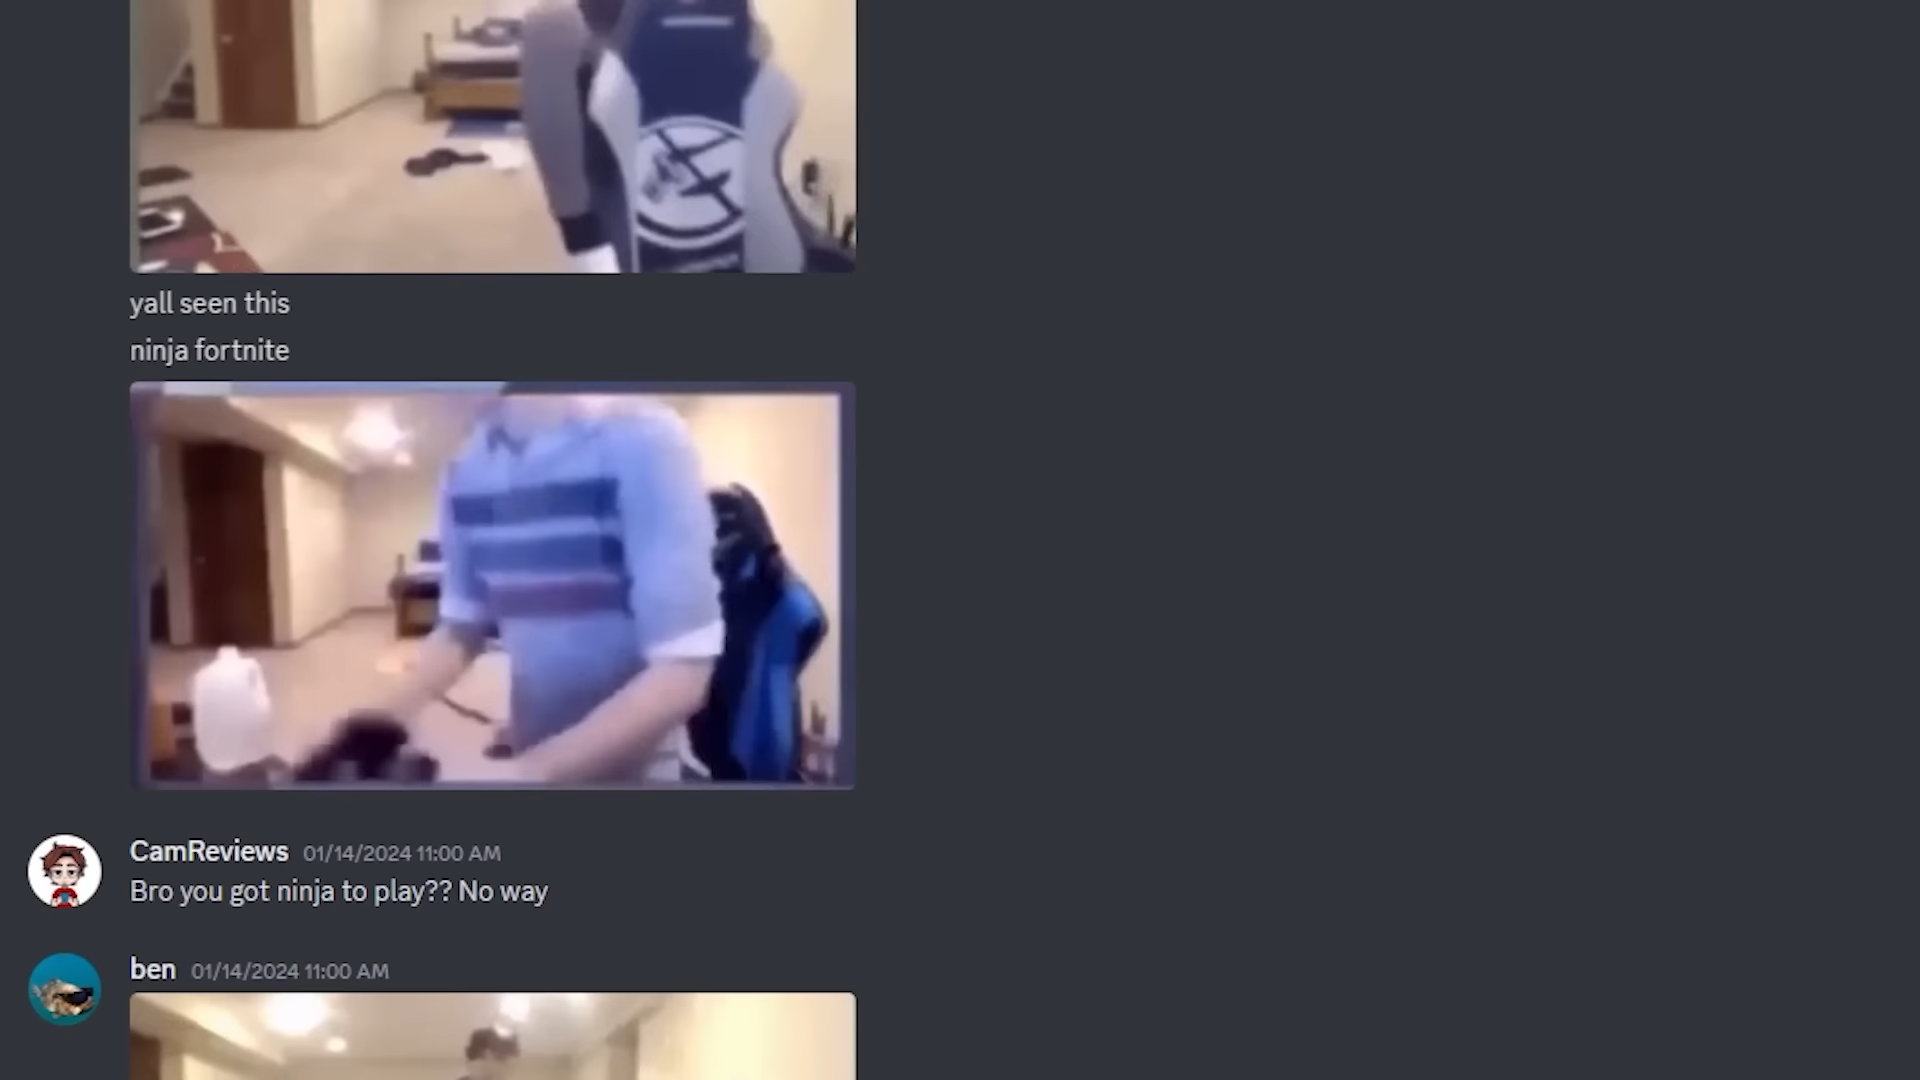 yall seen this
ninja fortnite
CamReviews 01/14/2024 11:00 AM
Bro you got ninja to play?? No way
ben 01/14/2024 11:00 AM